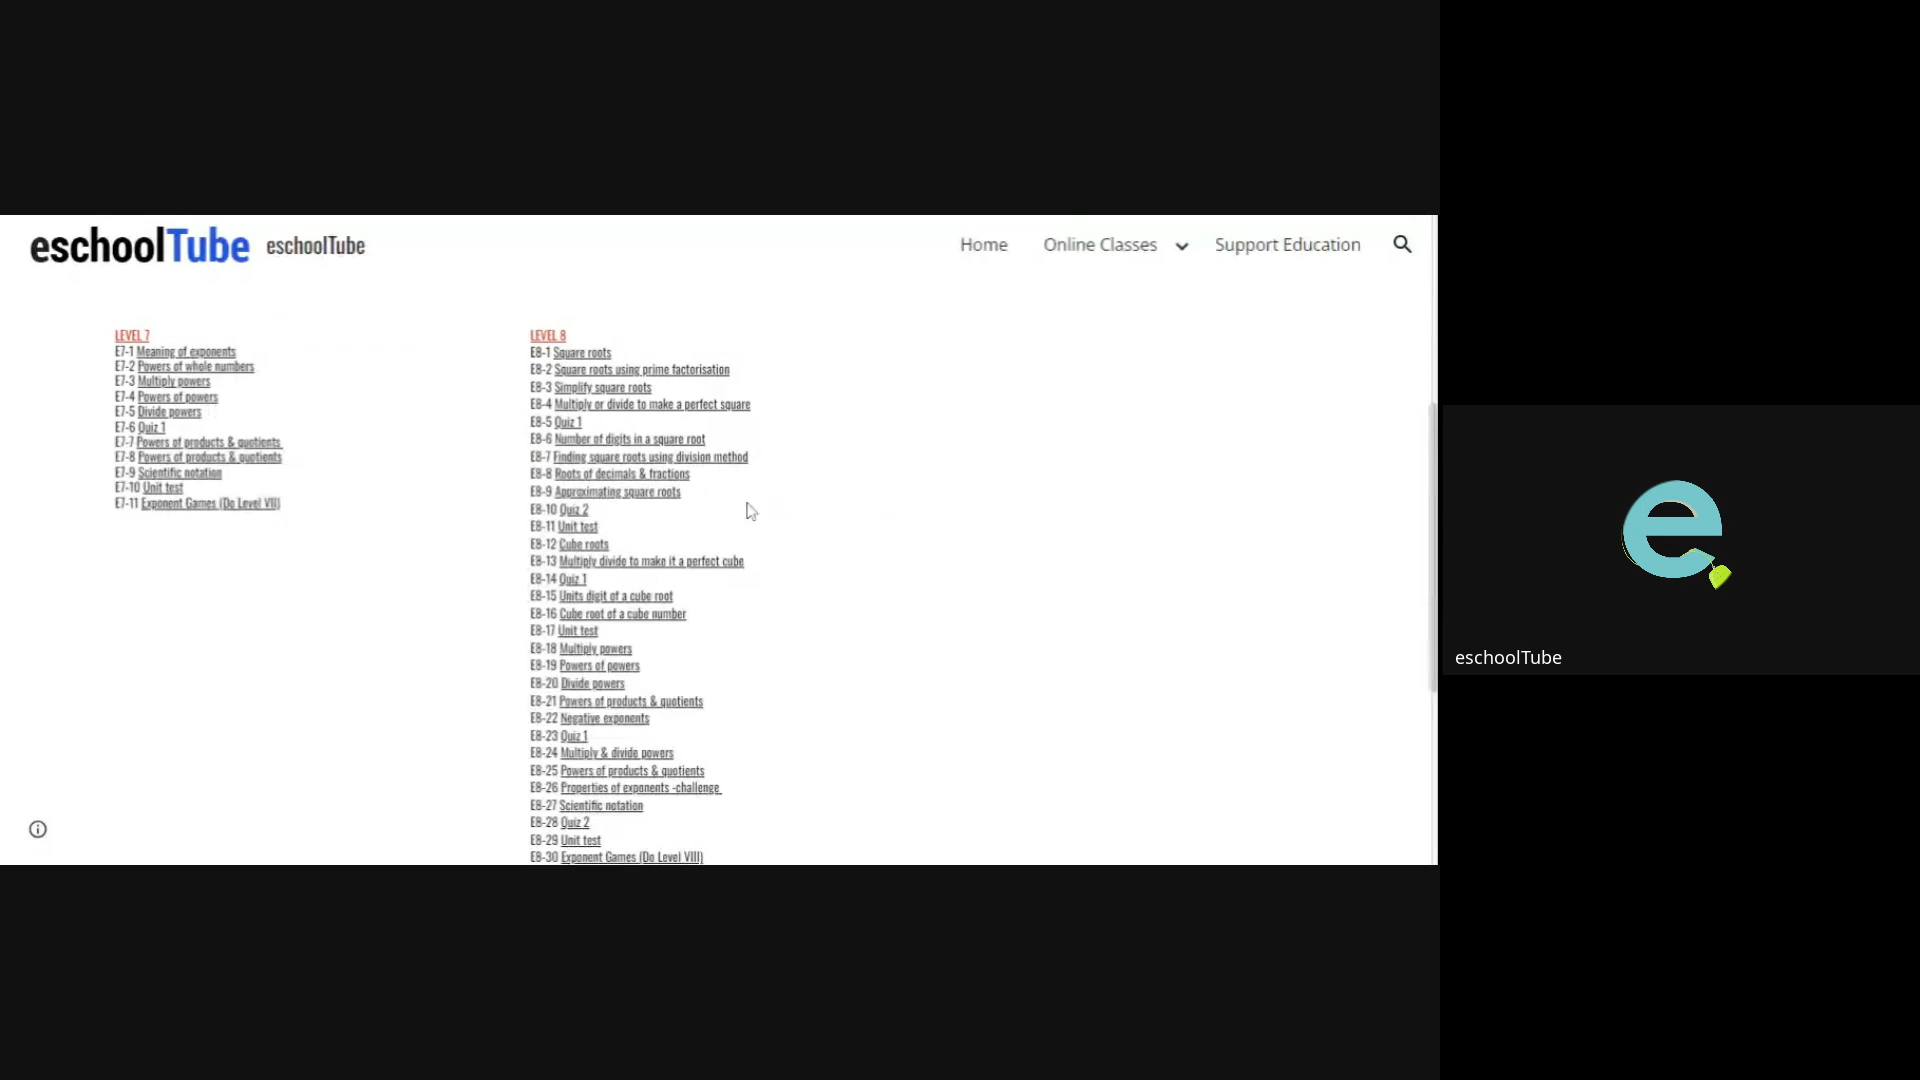 eschoolTube eschoolTube Home Online Classes Support Education
LEVEL 7
E7-1 Meaning of exponents
E7-2 Powers of whole numbers
E7-3 Multiply powers
E7-4 Powers of powers
E7-5 Divide powers
E7-6 Quiz 1
E7-7 Powers of products & quotients
E7-8 Powers of products & quotients
E7-9 Scientific notation
E7-10 Unit test
E7-11 Exponent Games (Do Level VII)
LEVEL 8
E8-1 Square roots
E8-2 Square roots using prime factorisation
E8-3 Simplify square roots
E8-4 Multiply or divide to make a perfect square
E8-5 Quiz 1
E8-6 Number of digits in a square root
E8-7 Finding square roots using division method
E8-8 Roots of decimals & fractions
E8-9 Approximating square roots
E8-10 Quiz 2
E8-11 Unit test
E8-12 Cube roots
E8-13 Multiply divide to make it a perfect cube
E8-14 Quiz 1
E8-15 Units digit of a cube root
E8-16 Cube root of a cube number
E8-17 Unit test
E8-18 Multiply powers
E8-19 Powers of powers
E8-20 Divide powers
E8-21 Powers of products & quotients
E8-22 Negative exponents
E8-23 Quiz 1
E8-24 Multiply & divide powers
E8-25 Powers of products & quotients
E8-26 Properties of exponents -challenge
E8-27 Scientific notation
E8-28 Quiz 2
E8-29 Unit test
E8-30 Exponent Games (Do Level VIII)
e
eschoolTube